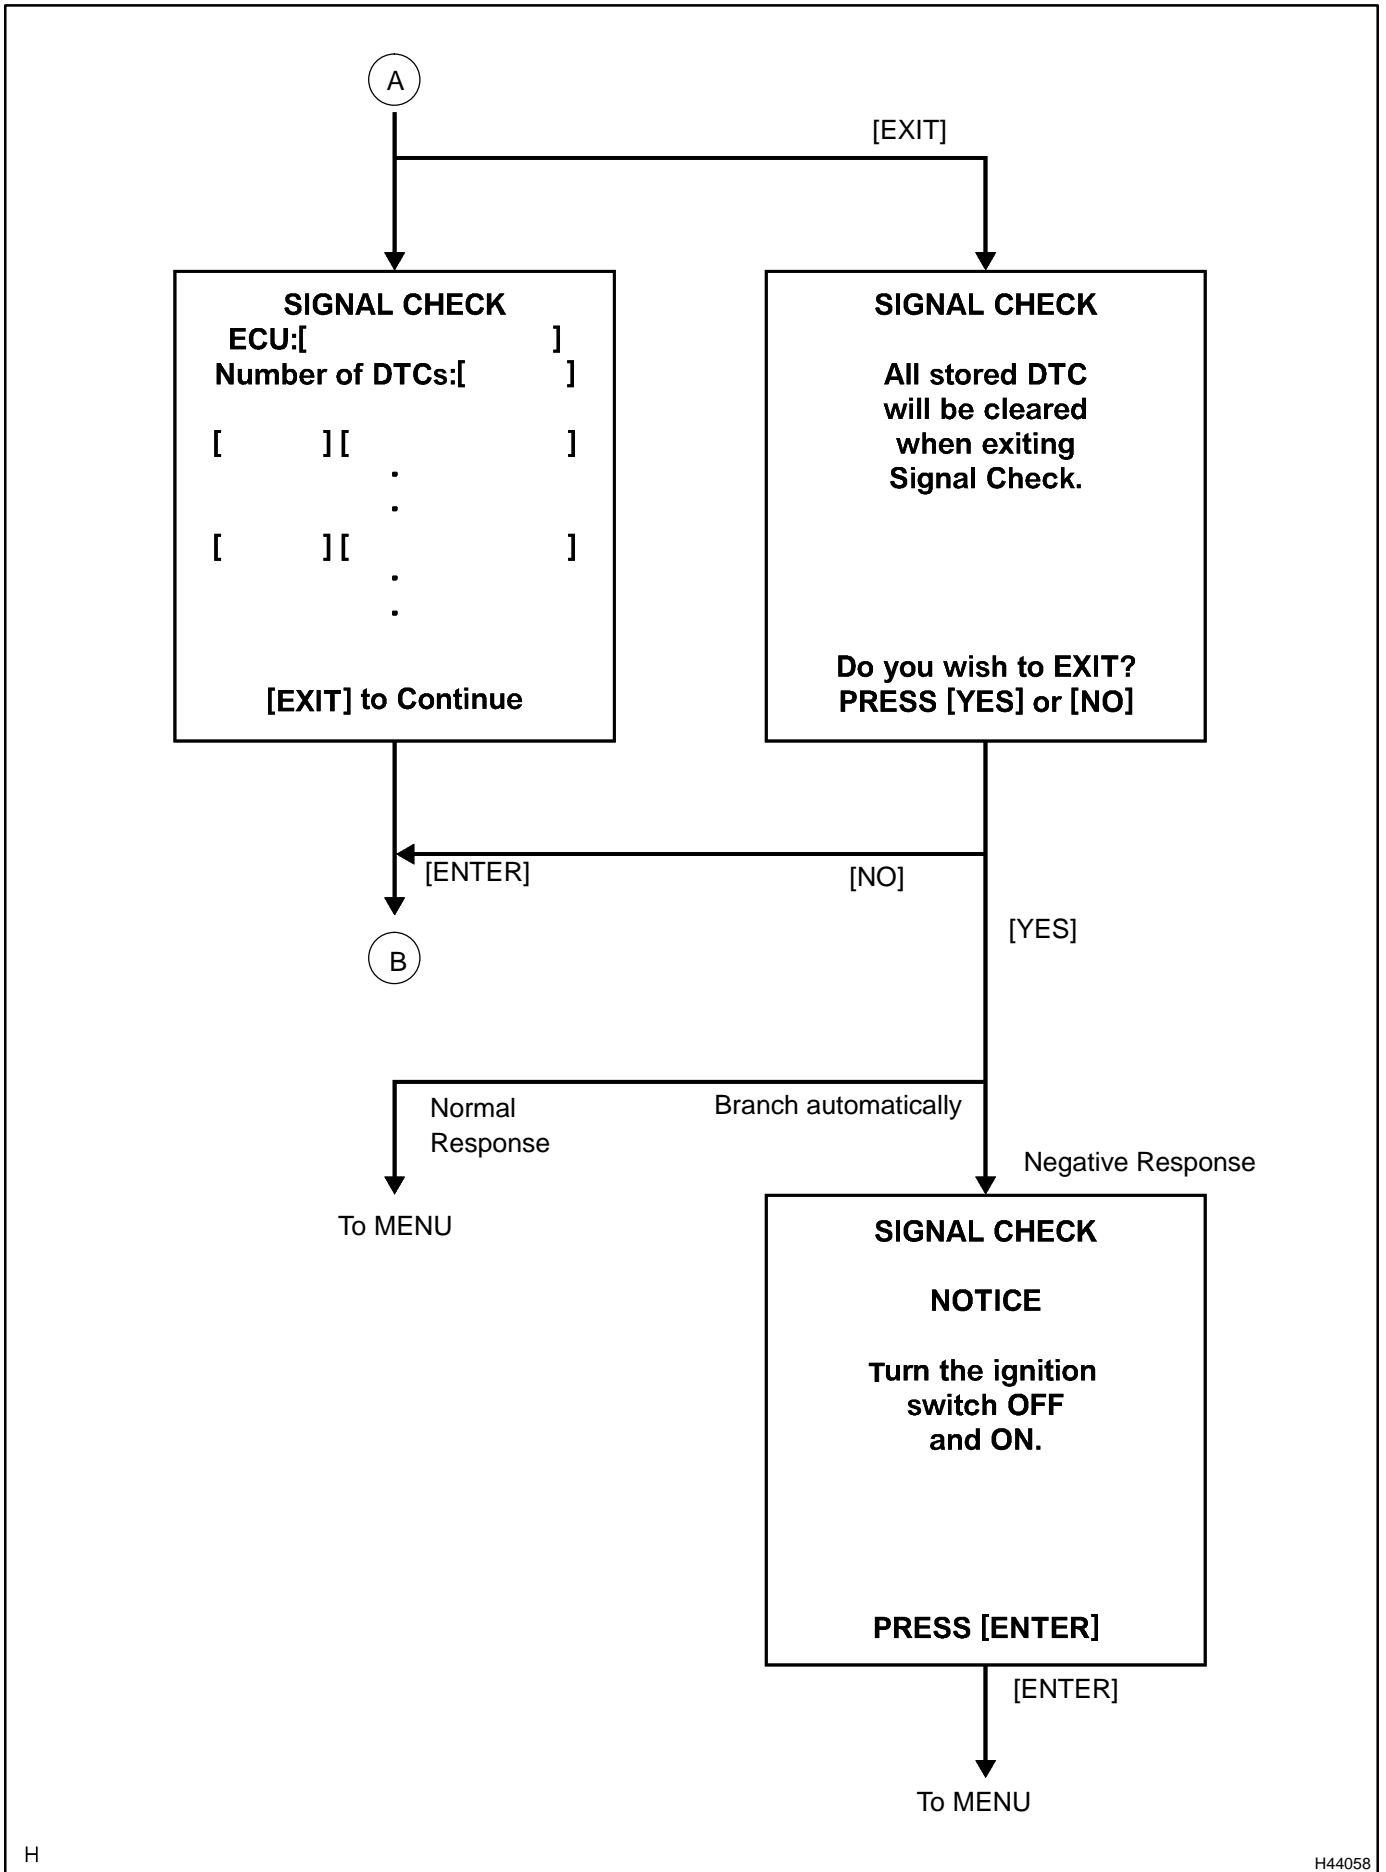 A
[EXIT]
SIGNAL CHECK
ECU:[ ]
Number of DTCs:[ ]
[ ] [ ]
.
.
[ ] [ ]
.
.
[EXIT] to Continue
SIGNAL CHECK
All stored DTC
will be cleared
when exiting
Signal Check.
Do you wish to EXIT?
PRESS [YES] or [NO]
[ENTER]
[NO]
[YES]
B
Normal
Response
Branch automatically
Negative Response
To MENU
SIGNAL CHECK
NOTICE
Turn the ignition
switch OFF
and ON.
PRESS [ENTER]
[ENTER]
To MENU
H
H44058